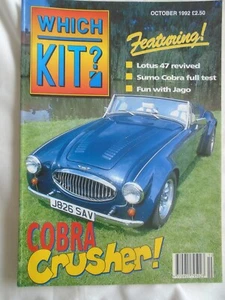 OCTOBER 1992 £2.50
WHICH
KIT?
Featuring!
Lotus 47 revived
Sumo Cobra full test
Fun with Jago
J826 SAV
COBRA
Crusher!